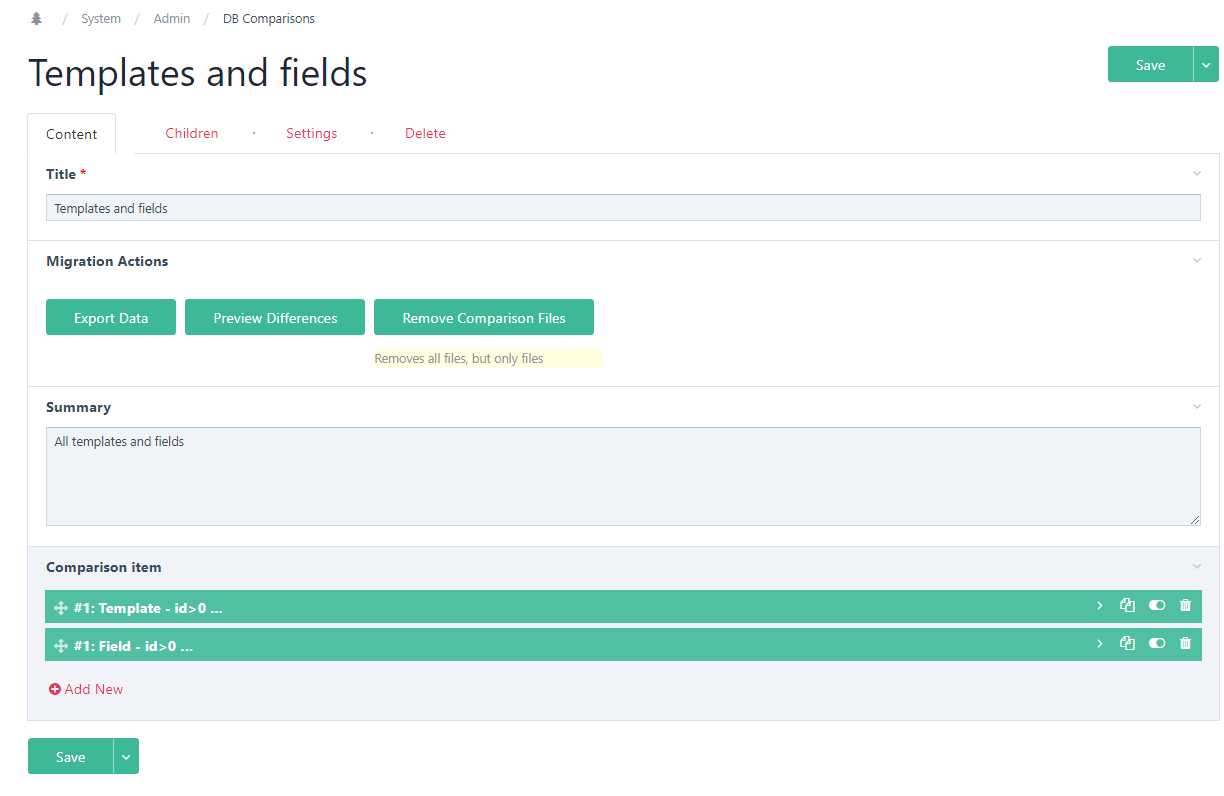 / System / Admin / DB Comparisons
Templates and fields
Save
Content
Children · Settings · Delete
Title *
Templates and fields
Migration Actions
Export Data
Preview Differences
Remove Comparison Files
Removes all files, but only files
Summary
All templates and fields
Comparison item
#1: Template - id>0 ...
#1: Field - id>0 ...
Add New
Save